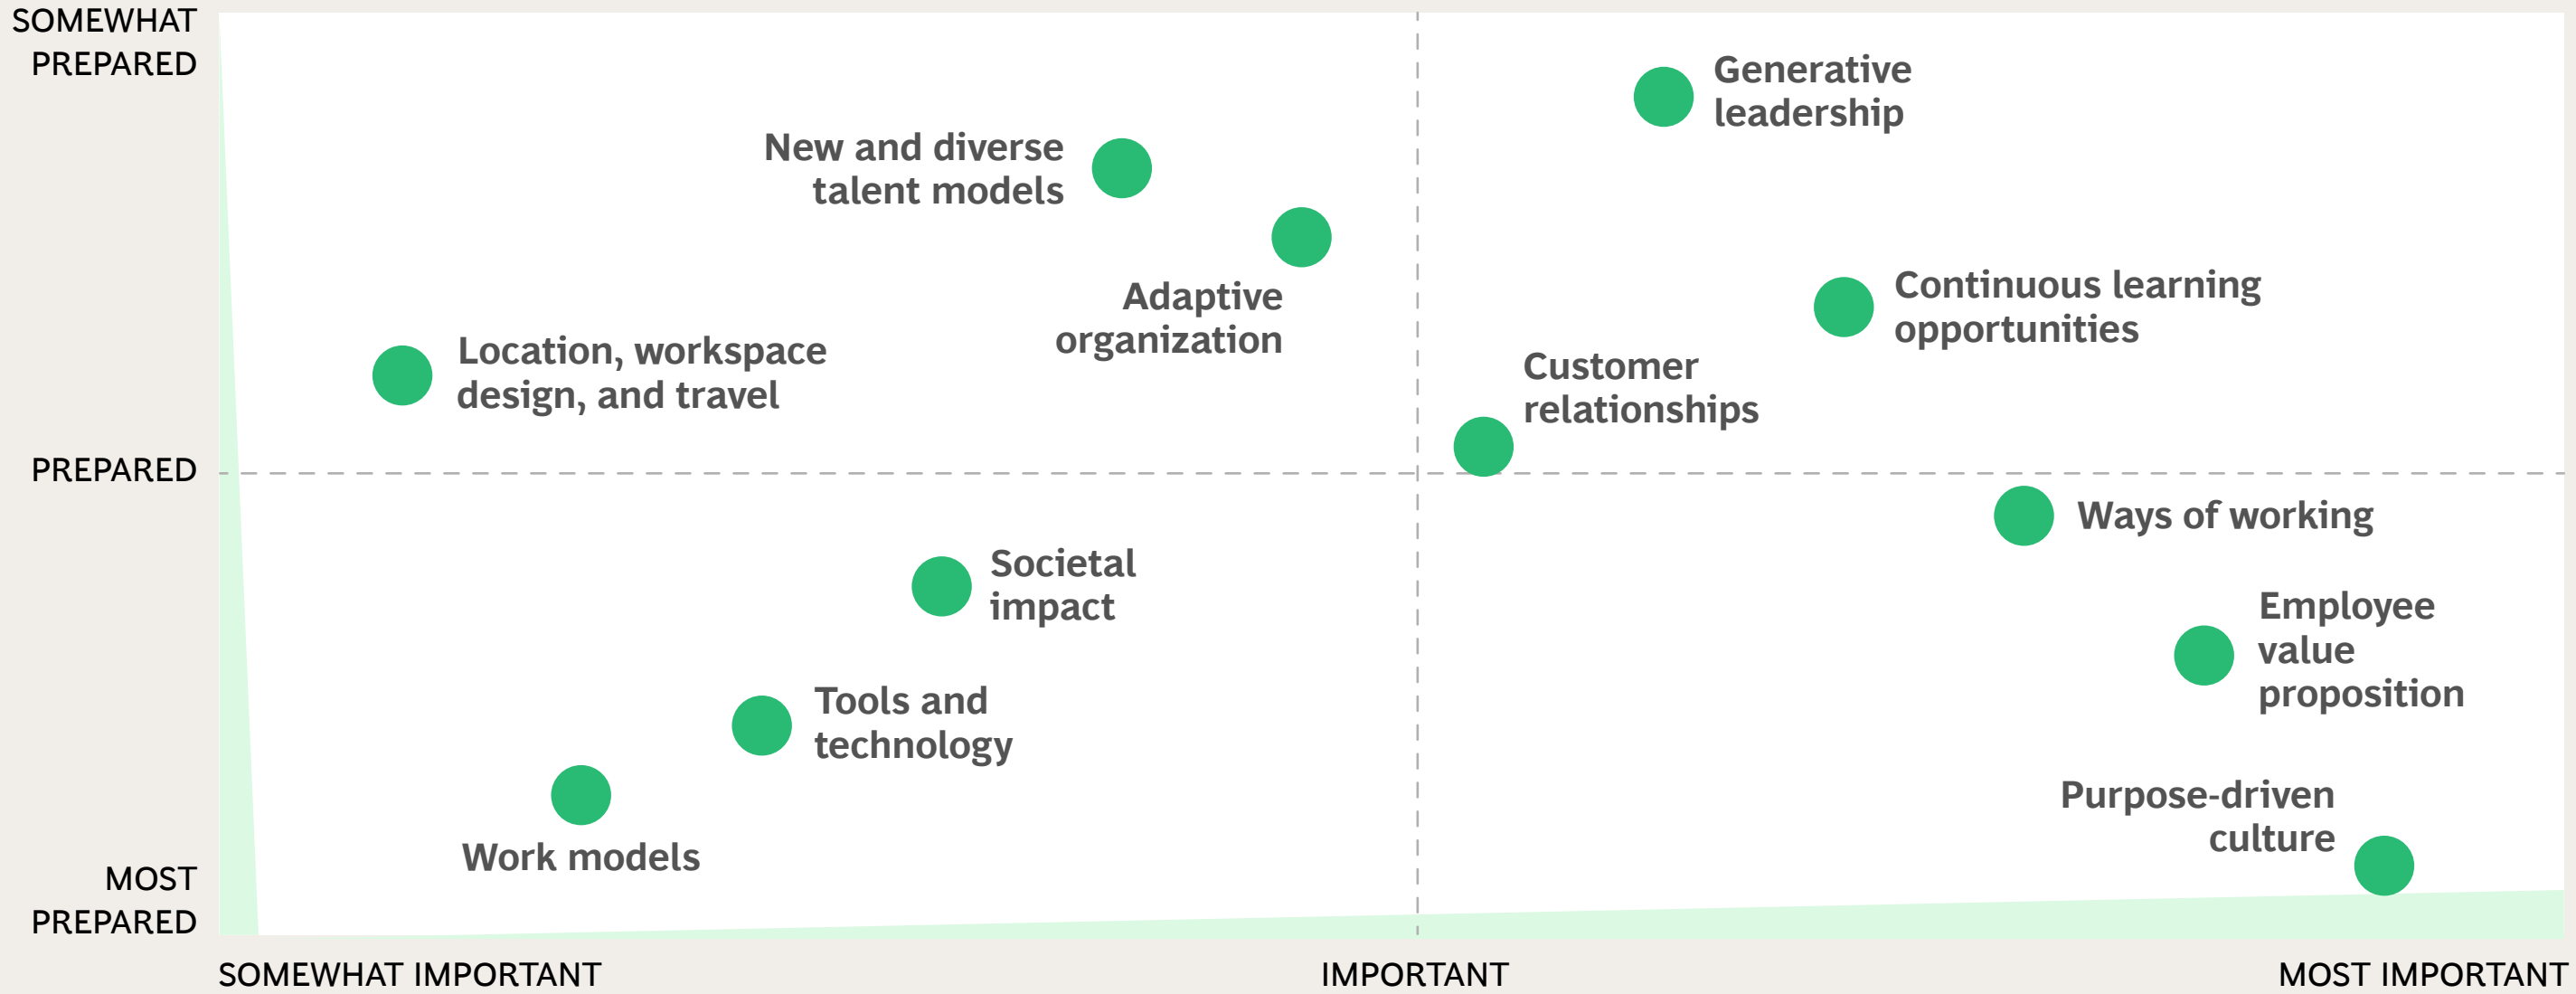 SOMEWHAT
PREPARED
Generative
leadership
New and diverse
talent models
Adaptive
organization
Continuous learning
opportunities
Location, workspace
design, and travel
Customer
relationships
PREPARED
Ways of working
Societal
impact
Employee
value
proposition
Tools and
technology
Purpose-driven
culture
Work models
MOST
PREPARED
SOMEWHAT IMPORTANT
IMPORTANT
MOST IMPORTANT